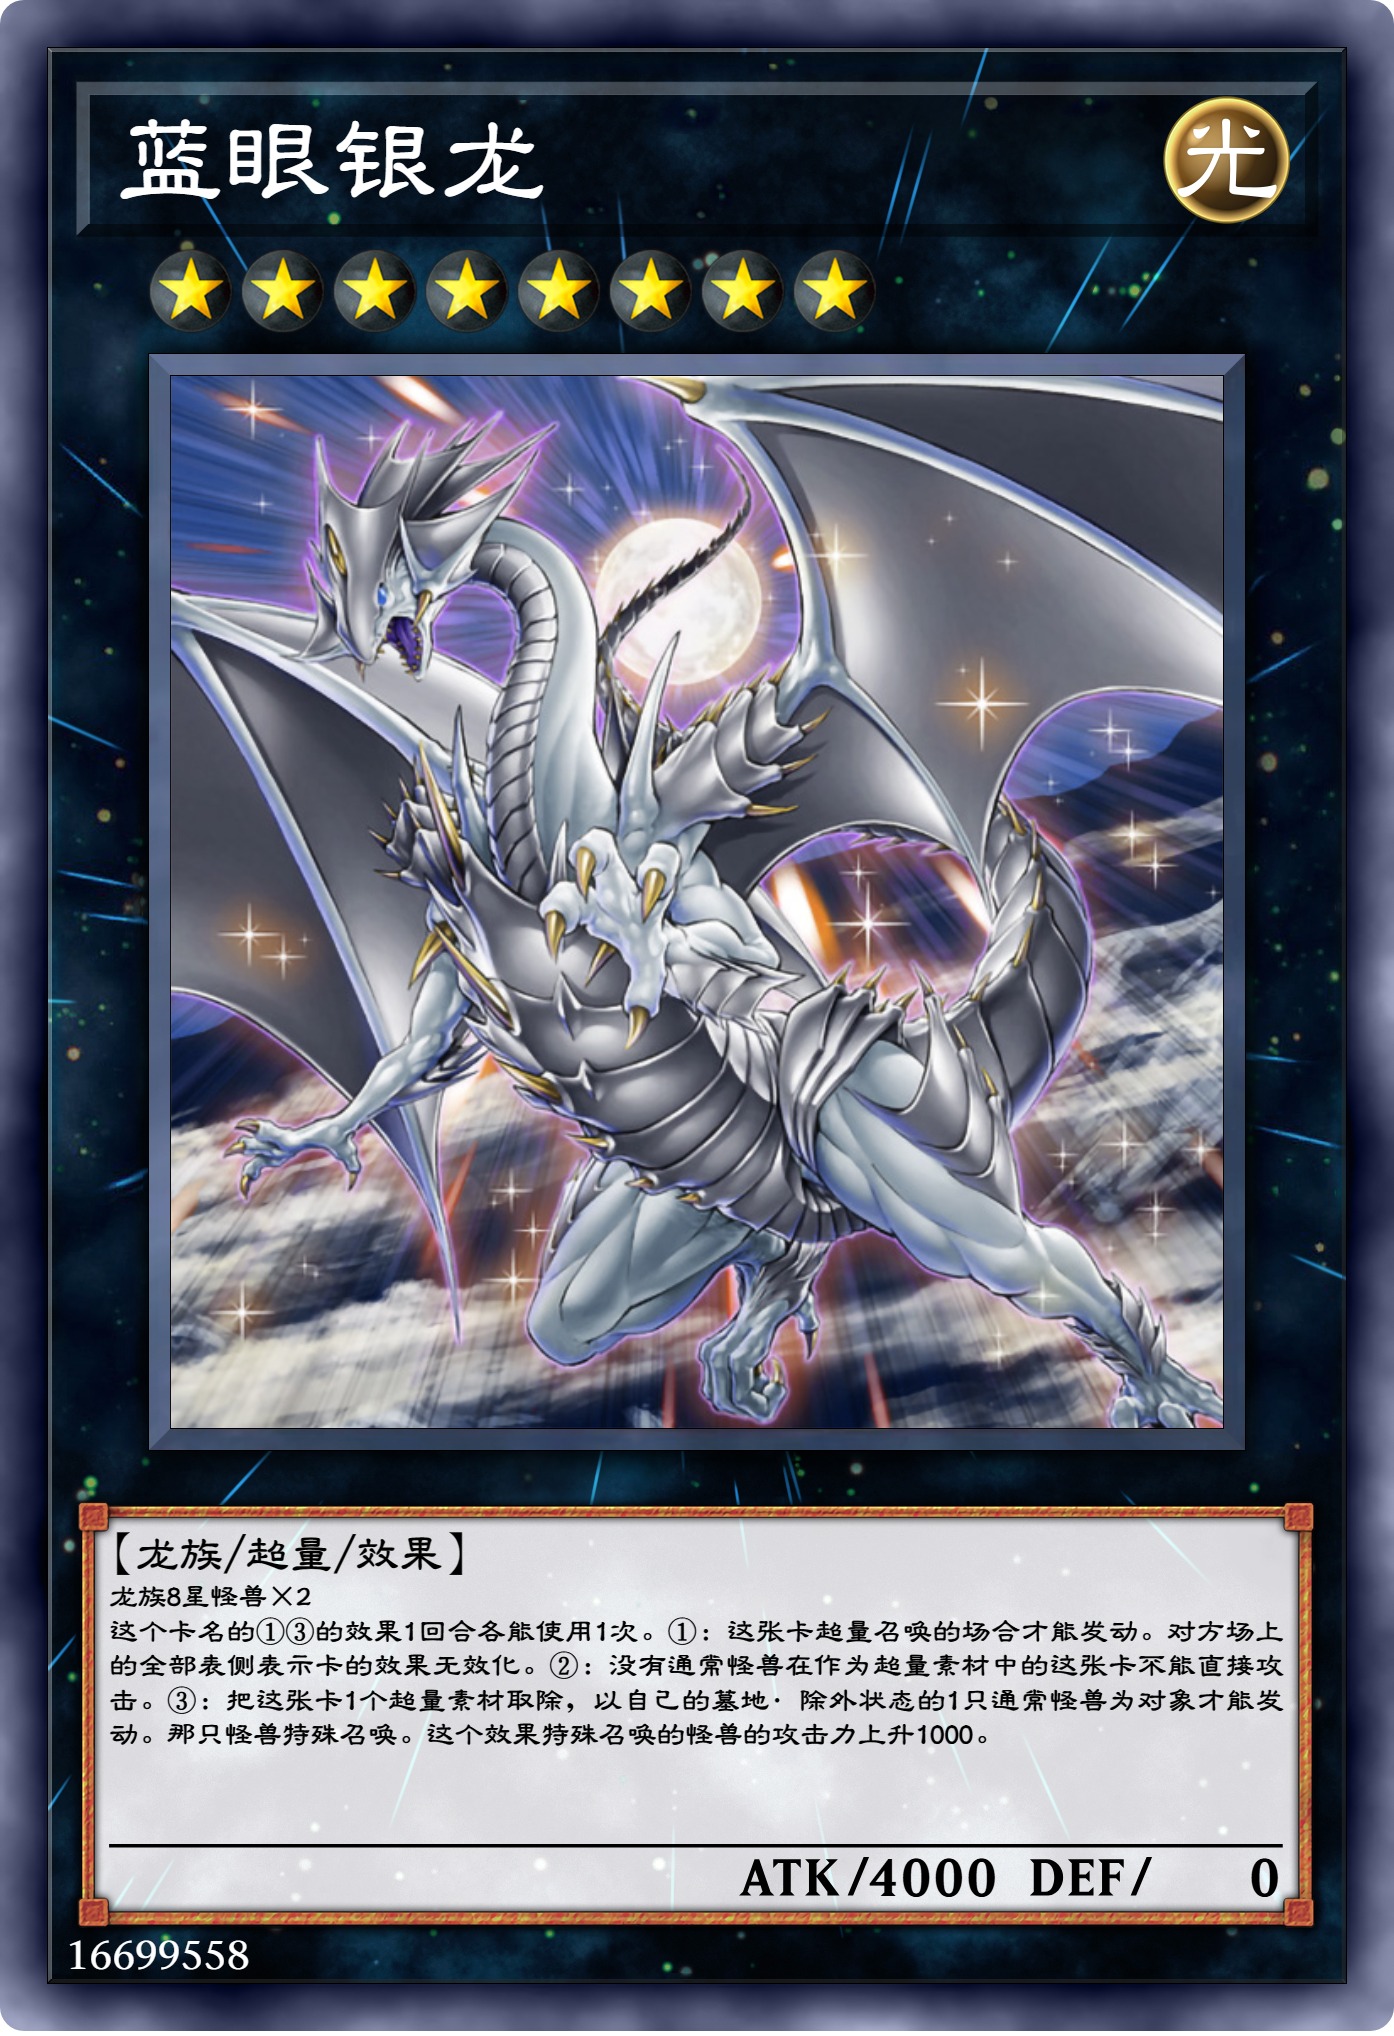 蓝眼银龙
光
【龙族/超量/效果】
龙族8星怪兽×2
这个卡名的①③的效果1回合各能使用1次。①：这张卡超量召唤的场合才能发动。对方场上
的全部表侧表示卡的效果无效化。②：没有通常怪兽在作为超量素材中的这张卡不能直接攻
击。③：把这张卡1个超量素材取除，以自己的墓地·除外状态的1只通常怪兽为对象才能发
动。那只怪兽特殊召唤。这个效果特殊召唤的怪兽的攻击力上升1000。
ATK/4000 DEF/ 0
16699558